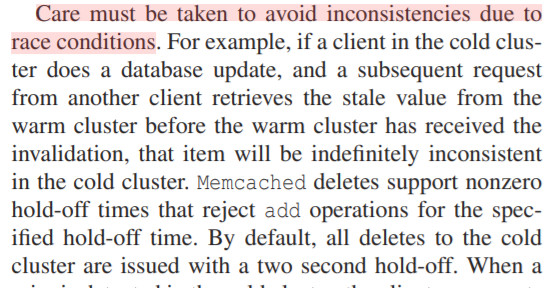 Care must be taken to avoid inconsistencies due to
race conditions. For example, if a client in the cold clus-
ter does a database update, and a subsequent request
from another client retrieves the stale value from the
warm cluster before the warm cluster has received the
invalidation, that item will be indefinitely inconsistent
in the cold cluster. Memcached deletes support nonzero
hold-off times that reject add operations for the spec-
ified hold-off time. By default, all deletes to the cold
cluster are issued with a two second hold-off. When a